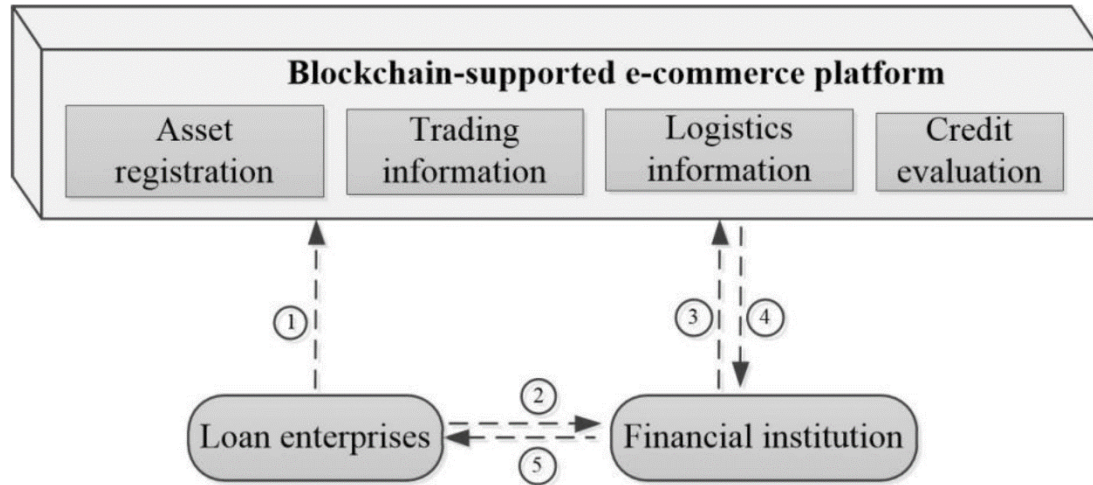 Blockchain-supported e-commerce platform
Asset
registration
Trading
information
Logistics
information
Credit
evaluation
1
3
4
2
Loan enterprises
Financial institution
5